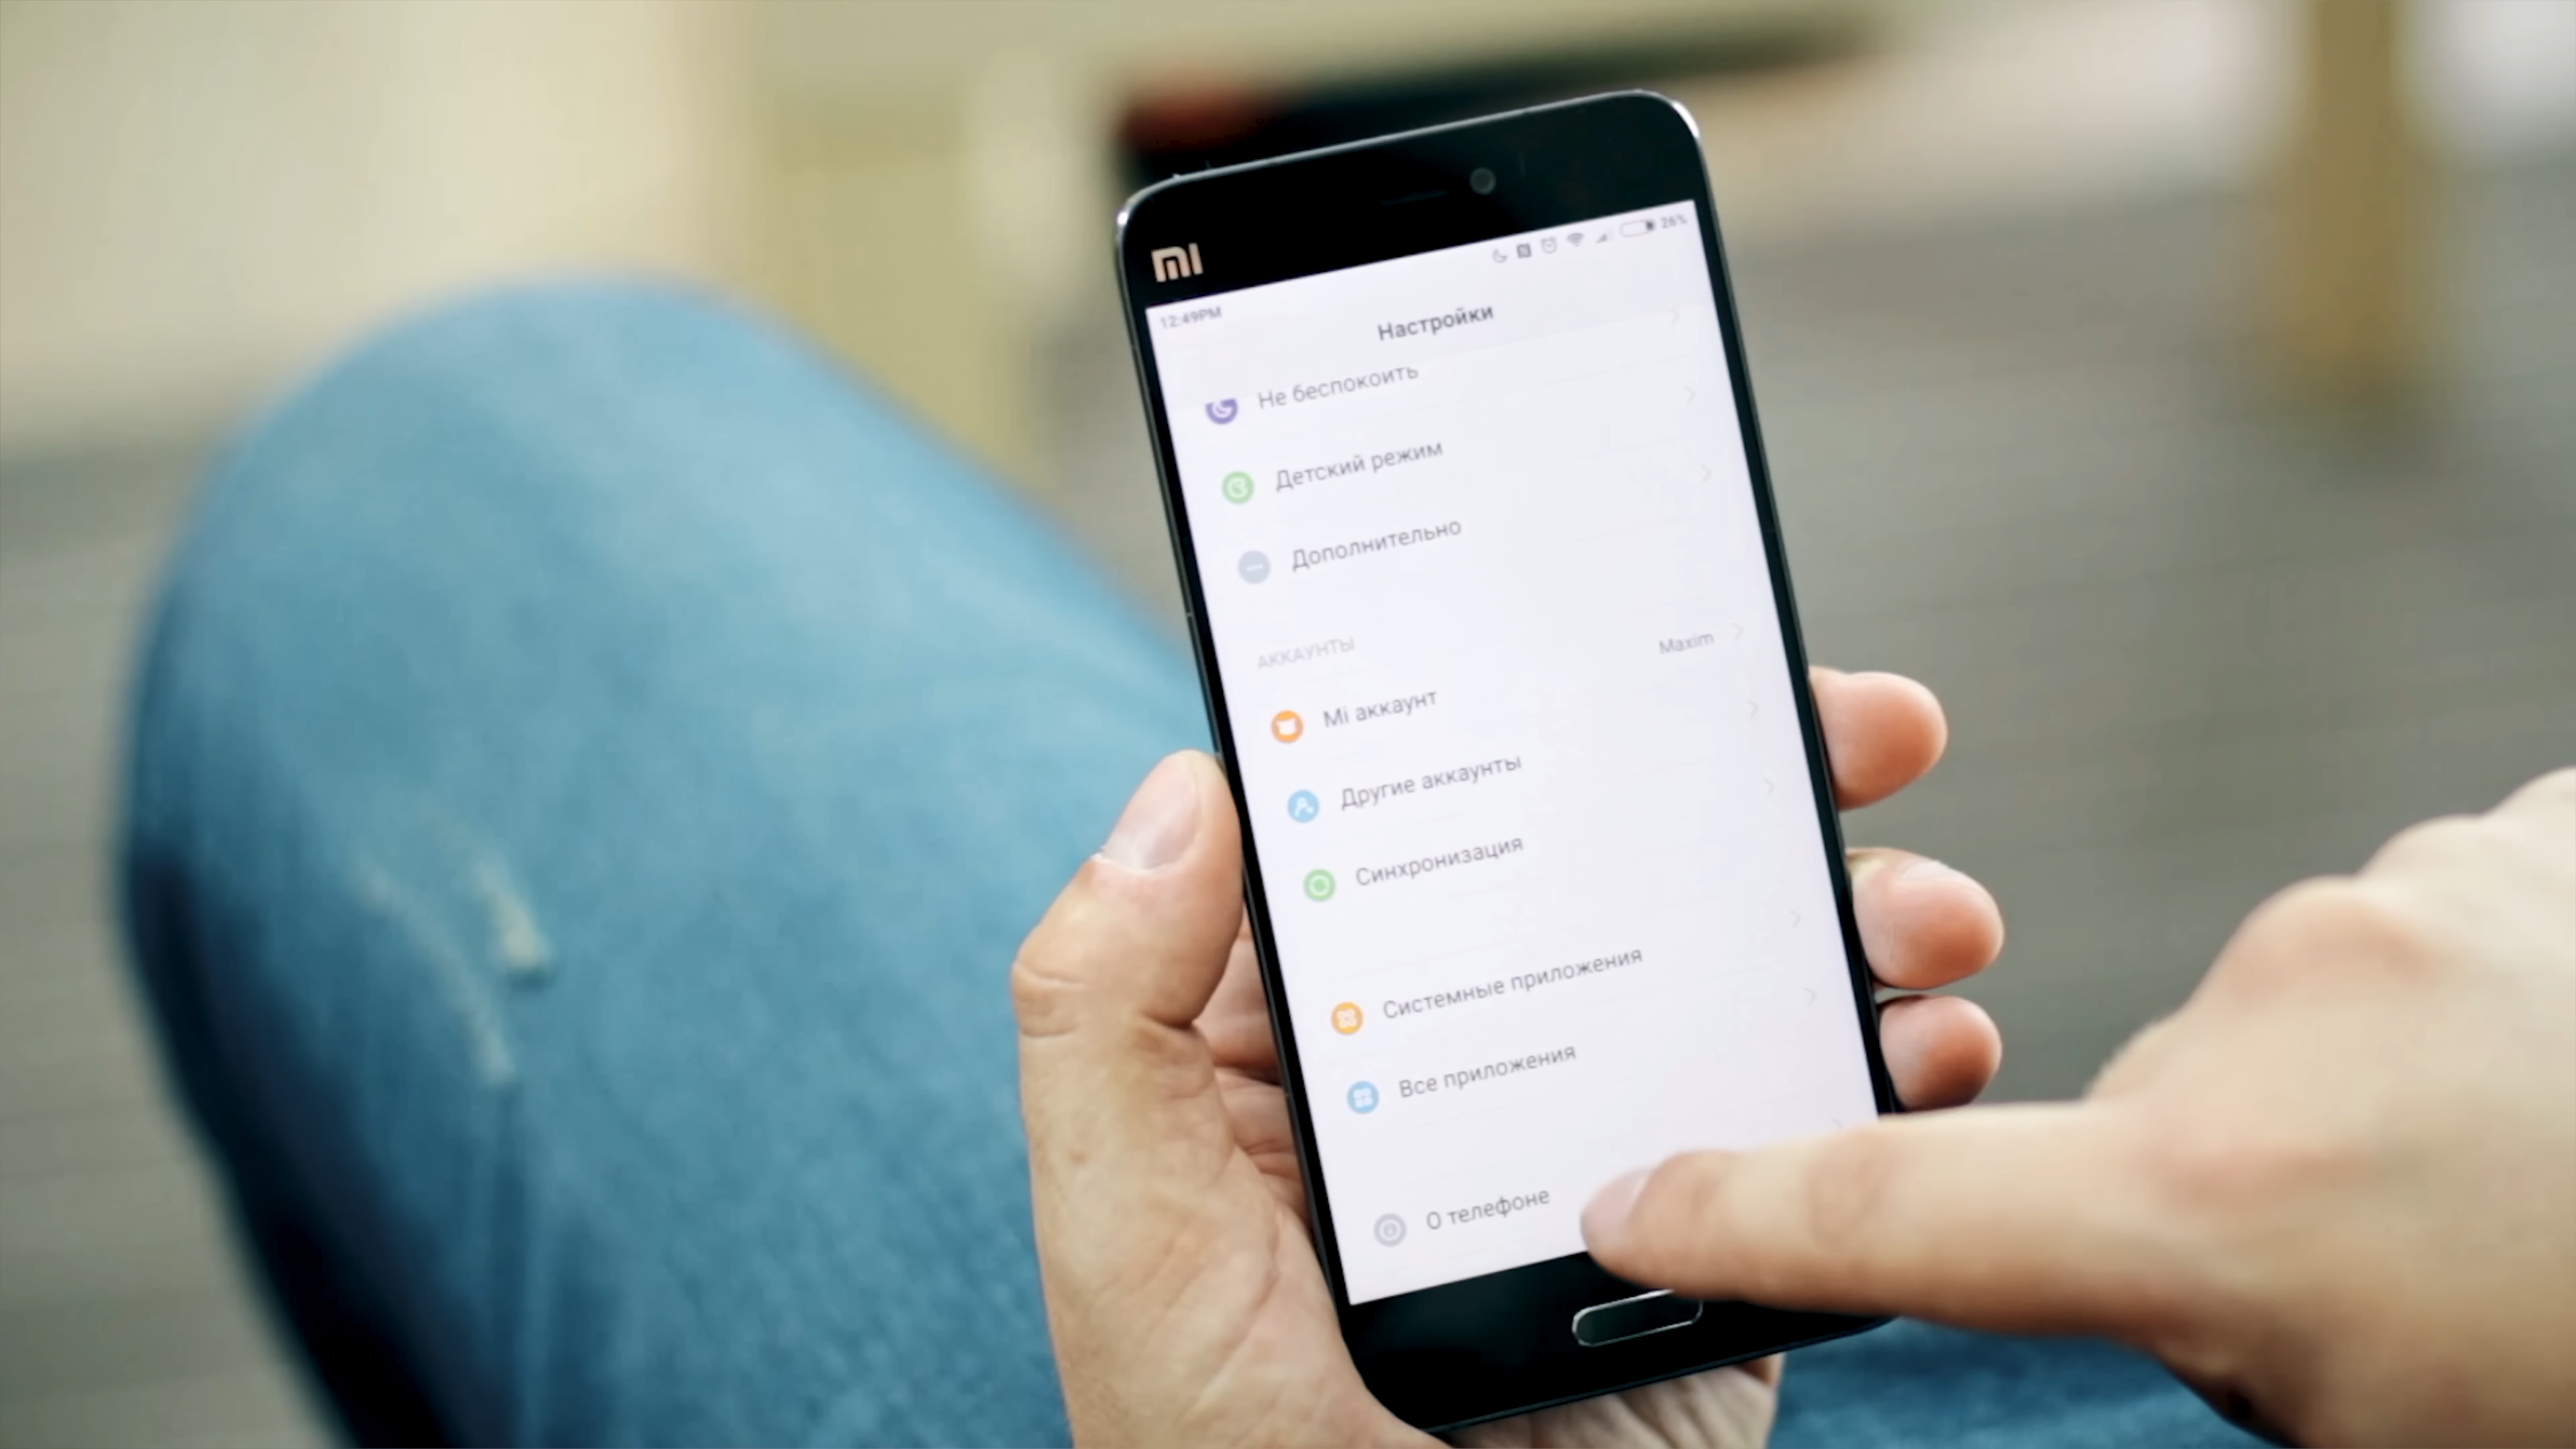 mi
12:49PM
26%
Настройки
Не беспокоить
Детский режим
Дополнительно
АККАУНТЫ
Mi аккаунт
Maxim
Другие аккаунты
Синхронизация
Системные приложения
Все приложения
О телефоне